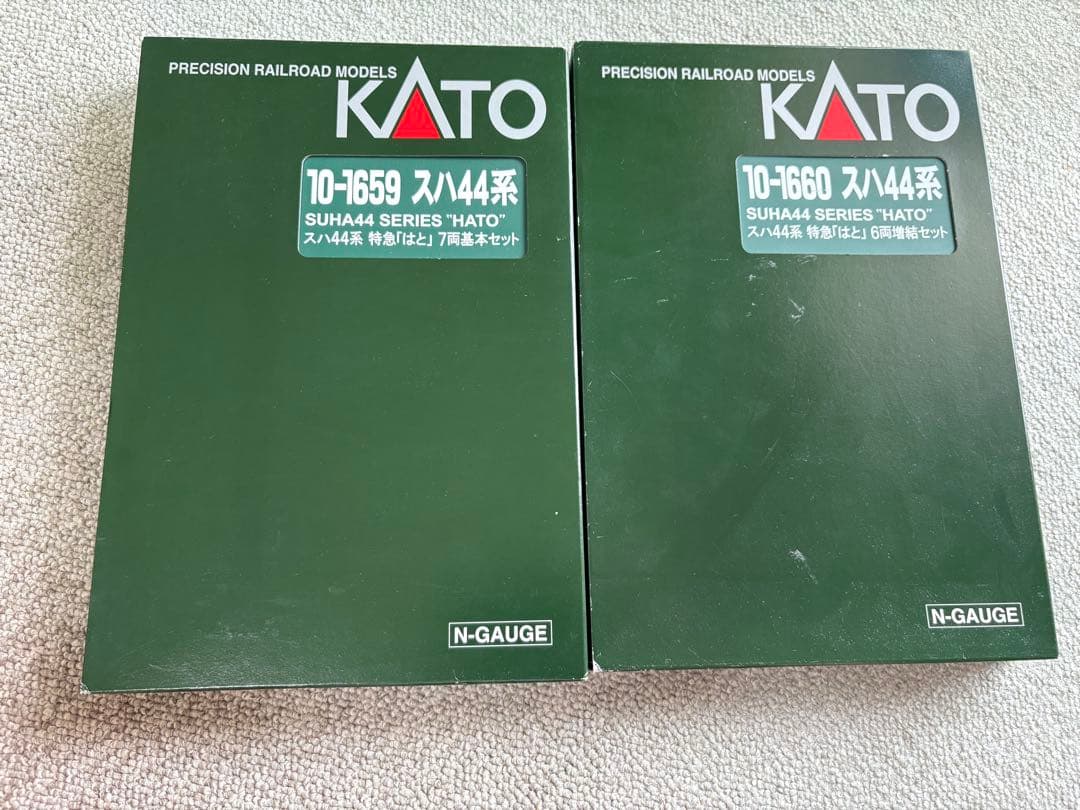 PRECISION RAILROAD MODELS
KATO
10-1659 スハ44系
SUHA44 SERIES "HATO"
スハ44系 特急「はと」 7両基本セット
N-GAUGE
PRECISION RAILROAD MODELS
KATO
10-1660 スハ44系
SUHA44 SERIES "HATO"
スハ44系 特急「はと」 6両増結セット
N-GAUGE